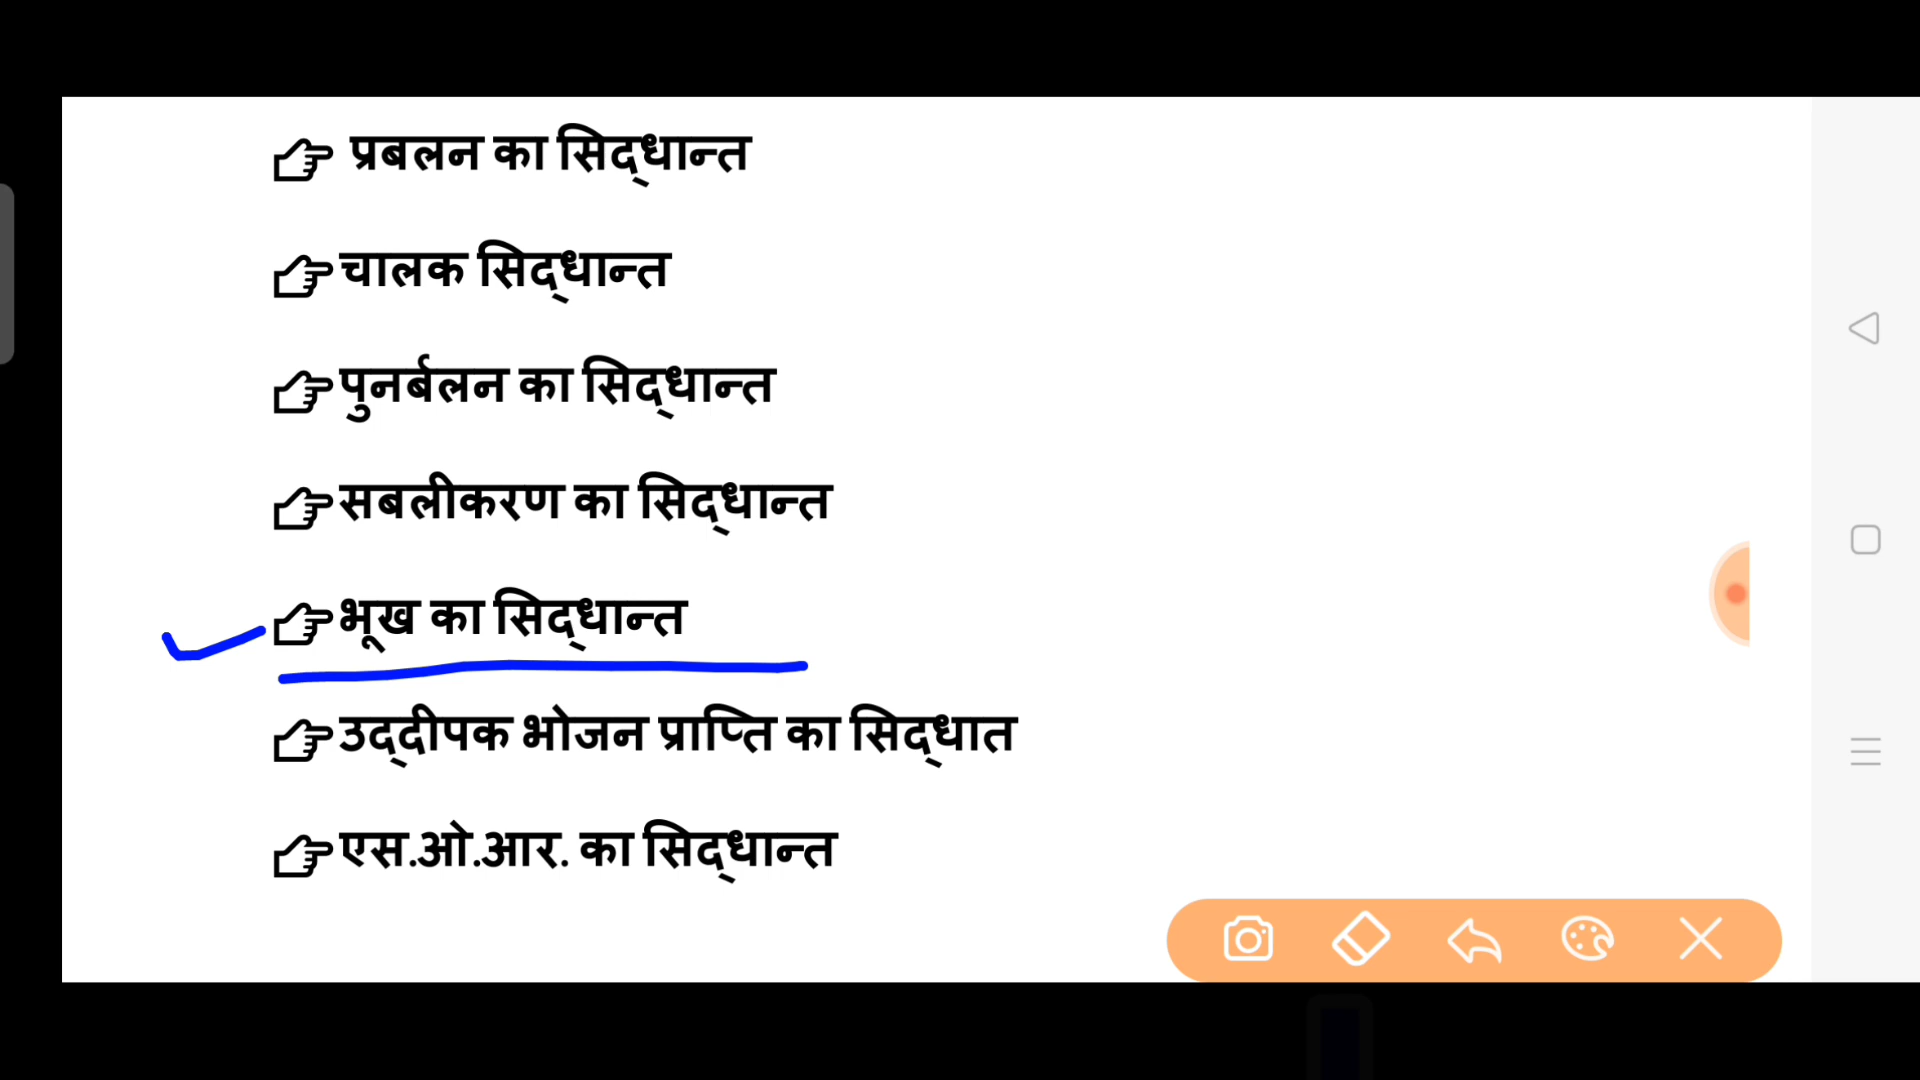 प्रबलन का सिद्धान्त
चालक सिद्धान्त
पुनर्बलन का सिद्धान्त
सबलीकरण का सिद्धान्त
भूख का सिद्धान्त
उद्दीपक भोजन प्राप्ति का सिद्धात
एस.ओ.आर. का सिद्धान्त